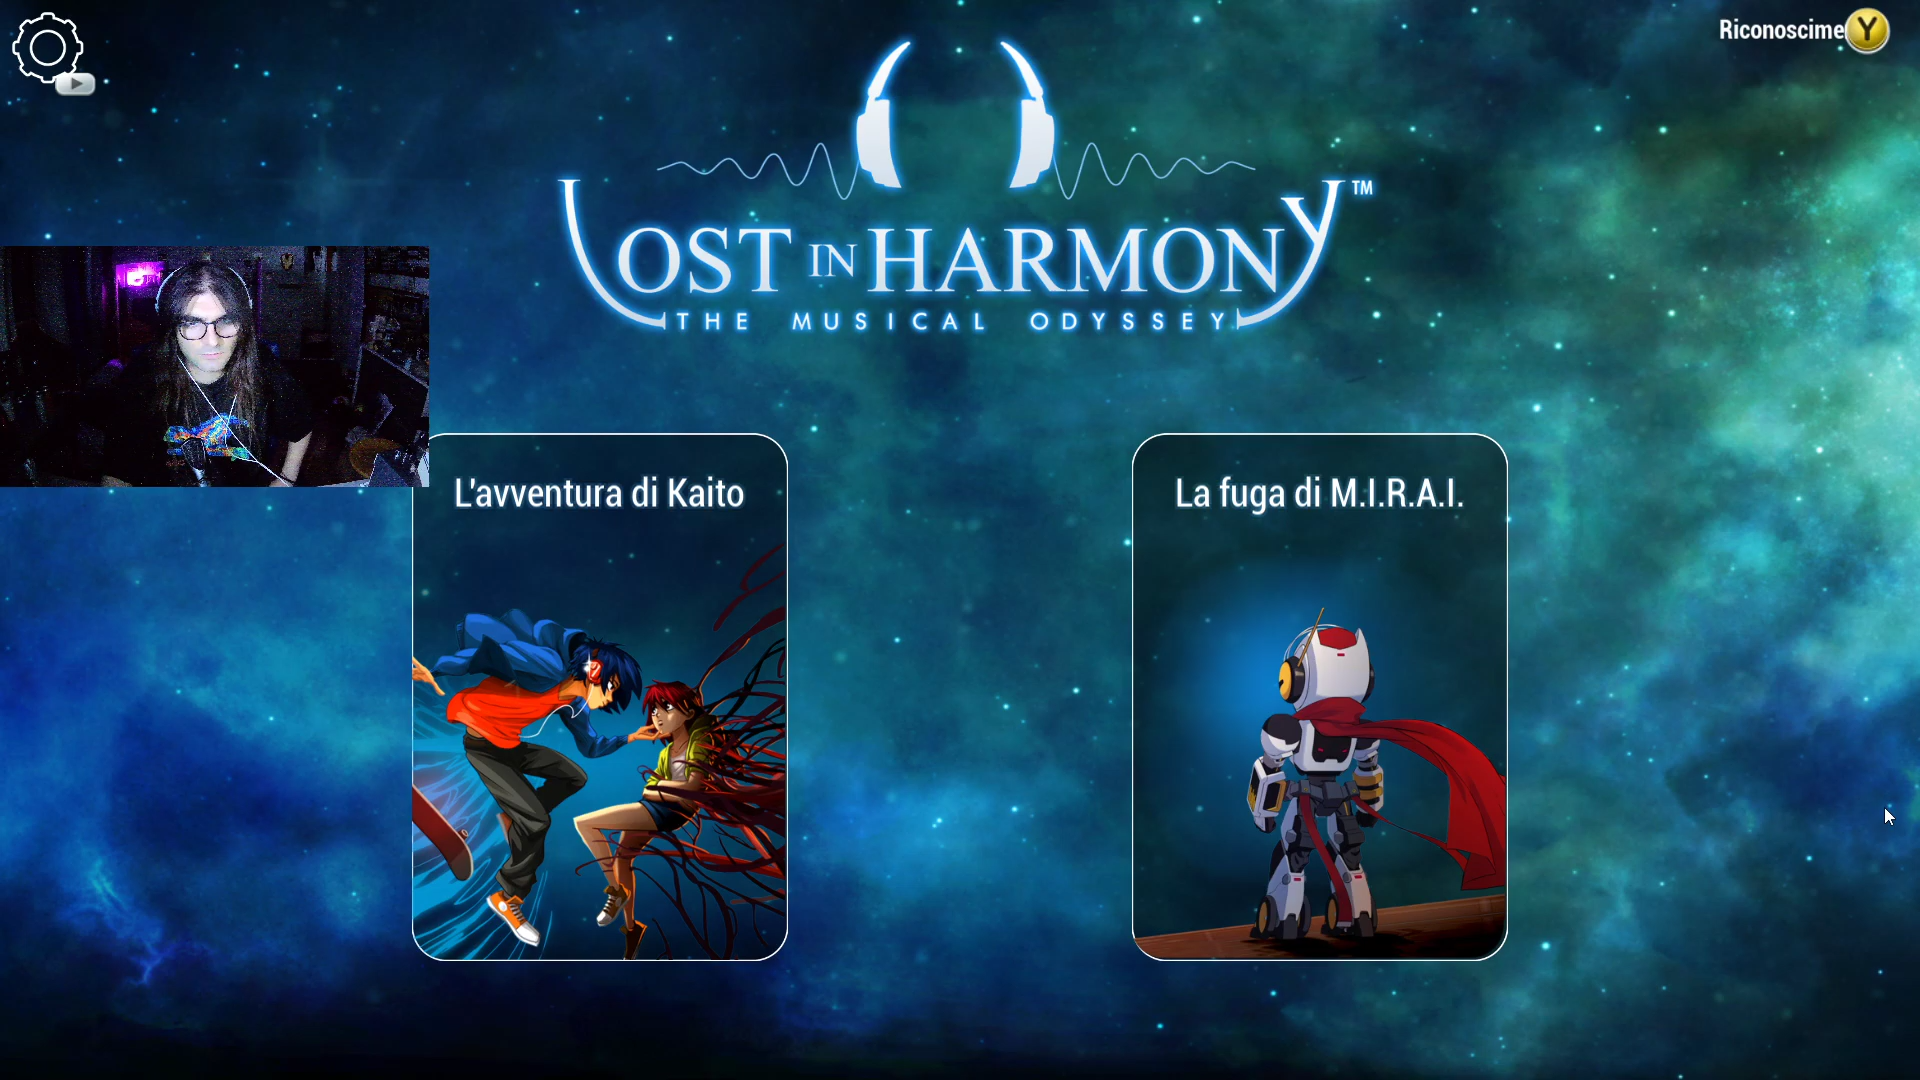 Riconoscime Y
LOST IN HARMONY™
THE MUSICAL ODYSSEY
L'avventura di Kaito
La fuga di M.I.R.A.I.